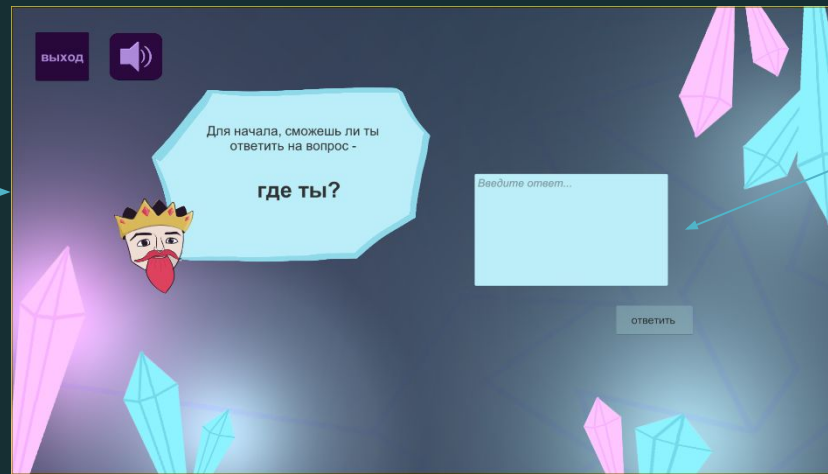 выход
Для начала, сможешь ли ты
ответить на вопрос -
где ты?
Введите ответ...
ответить